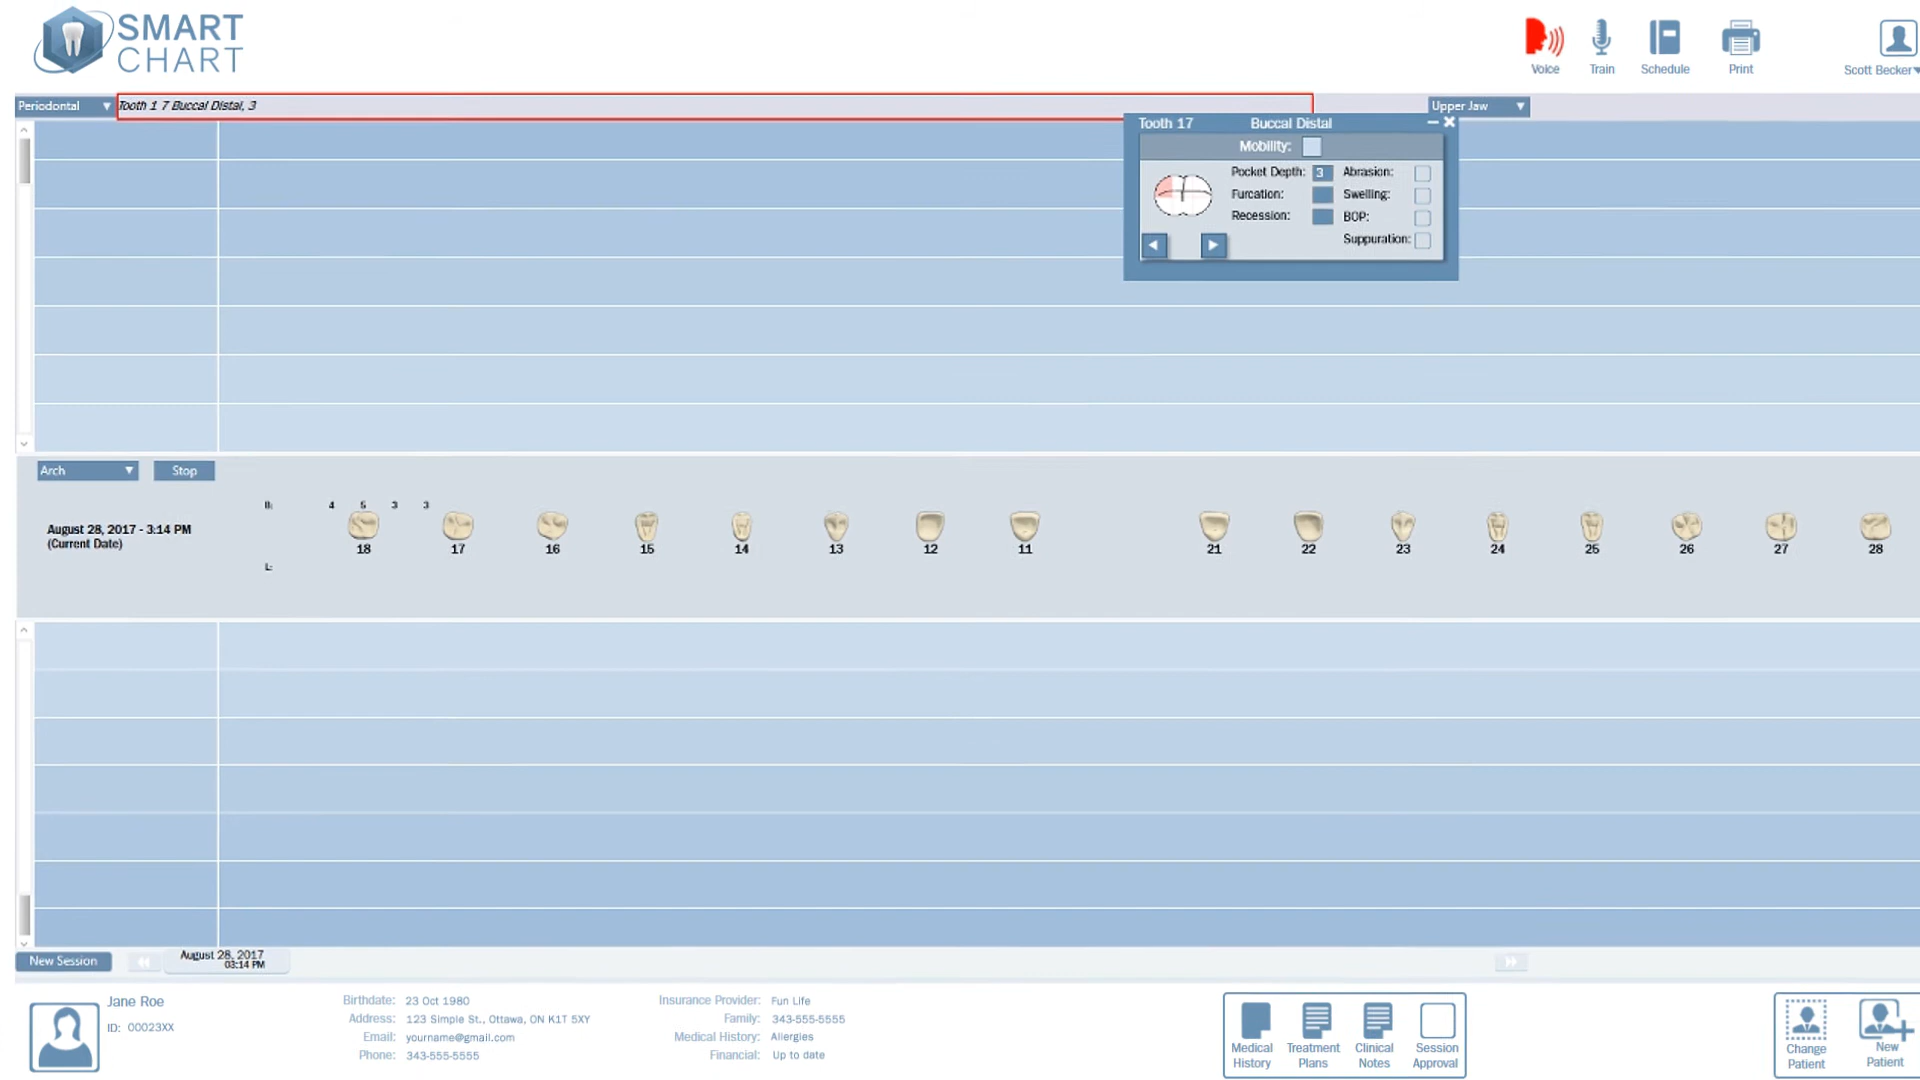 SMART
CHART
Voice
Train
Schedule
Print
Scott Becker
Periodontal
Tooth 1 7 Buccal Distal, 3
Upper Jaw
Tooth 17 Buccal Distal
Mobility:
Pocket Depth: 3 Abrasion:
Furcation: Swelling:
Recession: BOP:
Suppuration:
Arch
Stop
B: 4 5 3 3
August 28, 2017 - 3:14 PM
(Current Date)
18 17 16 15 14 13 12 11 21 22 23 24 25 26 27 28
L:
New Session
August 28, 2017
03:14 PM
Jane Roe
ID: 00023XX
Birthdate: 23 Oct 1980
Address: 123 Simple St., Ottawa, ON K1T 5XY
Email: yourname@gmail.com
Phone: 343-555-5555
Insurance Provider: Fun Life
Family: 343-555-5555
Medical History: Allergies
Financial: Up to date
Medical
History
Treatment
Plans
Clinical
Notes
Session
Approval
Change
Patient
New
Patient